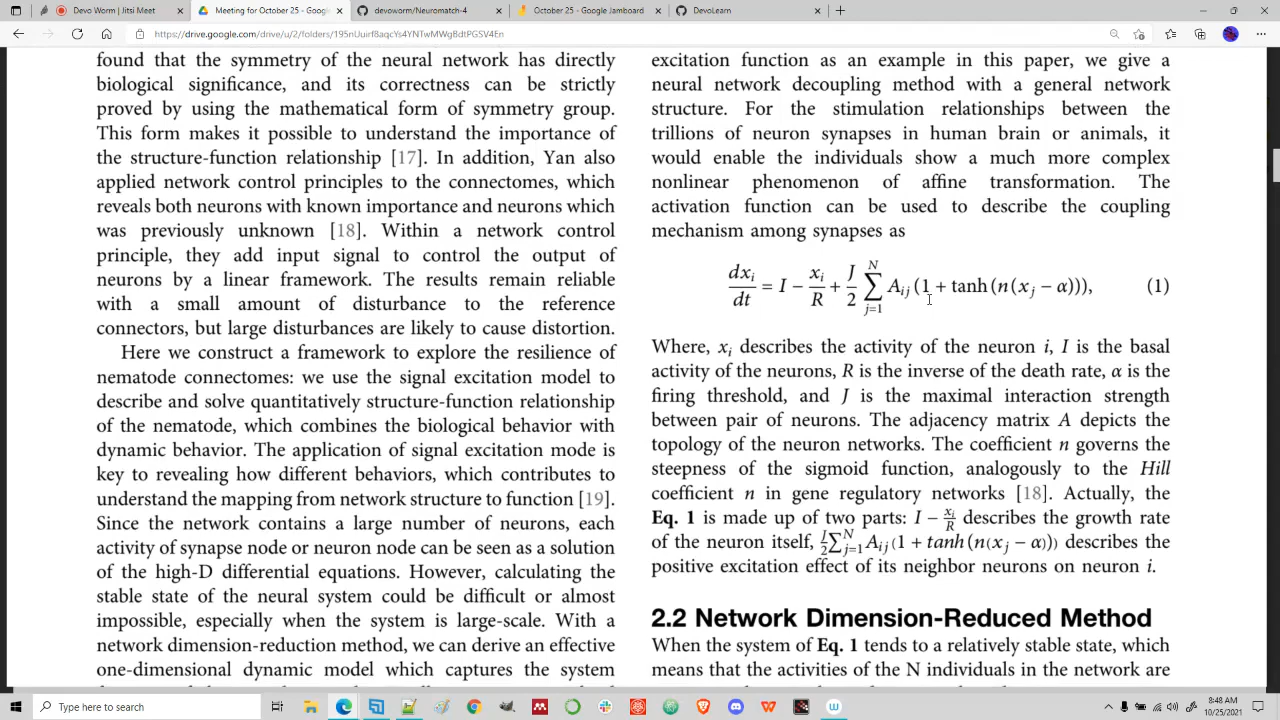 Devo Worm | Jitsi Meet
Meeting for October 25 - Google
devoworm/Neuromatch-4
October 25 - Google Jamboard
DevoLearn
https://drive.google.com/drive/u/2/folders/195nUuirf8aqcYs4YNTwMWgBdtPGSV4En
found that the symmetry of the neural network has directly
biological significance, and its correctness can be strictly
proved by using the mathematical form of symmetry group.
This form makes it possible to understand the importance of
the structure-function relationship [17]. In addition, Yan also
applied network control principles to the connectomes, which
reveals both neurons with known importance and neurons which
was previously unknown [18]. Within a network control
principle, they add input signal to control the output of
neurons by a linear framework. The results remain reliable
with a small amount of disturbance to the reference
connectors, but large disturbances are likely to cause distortion.
Here we construct a framework to explore the resilience of
nematode connectomes: we use the signal excitation model to
describe and solve quantitatively structure-function relationship
of the nematode, which combines the biological behavior with
dynamic behavior. The application of signal excitation mode is
key to revealing how different behaviors, which contributes to
understand the mapping from network structure to function [19].
Since the network contains a large number of neurons, each
activity of synapse node or neuron node can be seen as a solution
of the high-D differential equations. However, calculating the
stable state of the neural system could be difficult or almost
impossible, especially when the system is large-scale. With a
network dimension-reduction method, we can derive an effective
one-dimensional dynamic model which captures the system
excitation function as an example in this paper, we give a
neural network decoupling method with a general network
structure. For the stimulation relationships between the
trillions of neuron synapses in human brain or animals, it
would enable the individuals show a much more complex
nonlinear phenomenon of affine transformation. The
activation function can be used to describe the coupling
mechanism among synapses as
dx_i/dt = I − x_i/R + J/2 ∑_{j=1}^{N} A_{ij} (1 + tanh (n (x_j − α))), (1)
Where, x_i describes the activity of the neuron i, I is the basal
activity of the neurons, R is the inverse of the death rate, α is the
firing threshold, and J is the maximal interaction strength
between pair of neurons. The adjacency matrix A depicts the
topology of the neuron networks. The coefficient n governs the
steepness of the sigmoid function, analogously to the Hill
coefficient n in gene regulatory networks [18]. Actually, the
Eq. 1 is made up of two parts: I − x_i/R describes the growth rate
of the neuron itself, J/2 ∑_{j=1}^{N} A_{ij} (1 + tanh (n (x_j − α))) describes the
positive excitation effect of its neighbor neurons on neuron i.
2.2 Network Dimension-Reduced Method
When the system of Eq. 1 tends to a relatively stable state, which
means that the activities of the N individuals in the network are
Type here to search
8:48 AM
10/25/2021